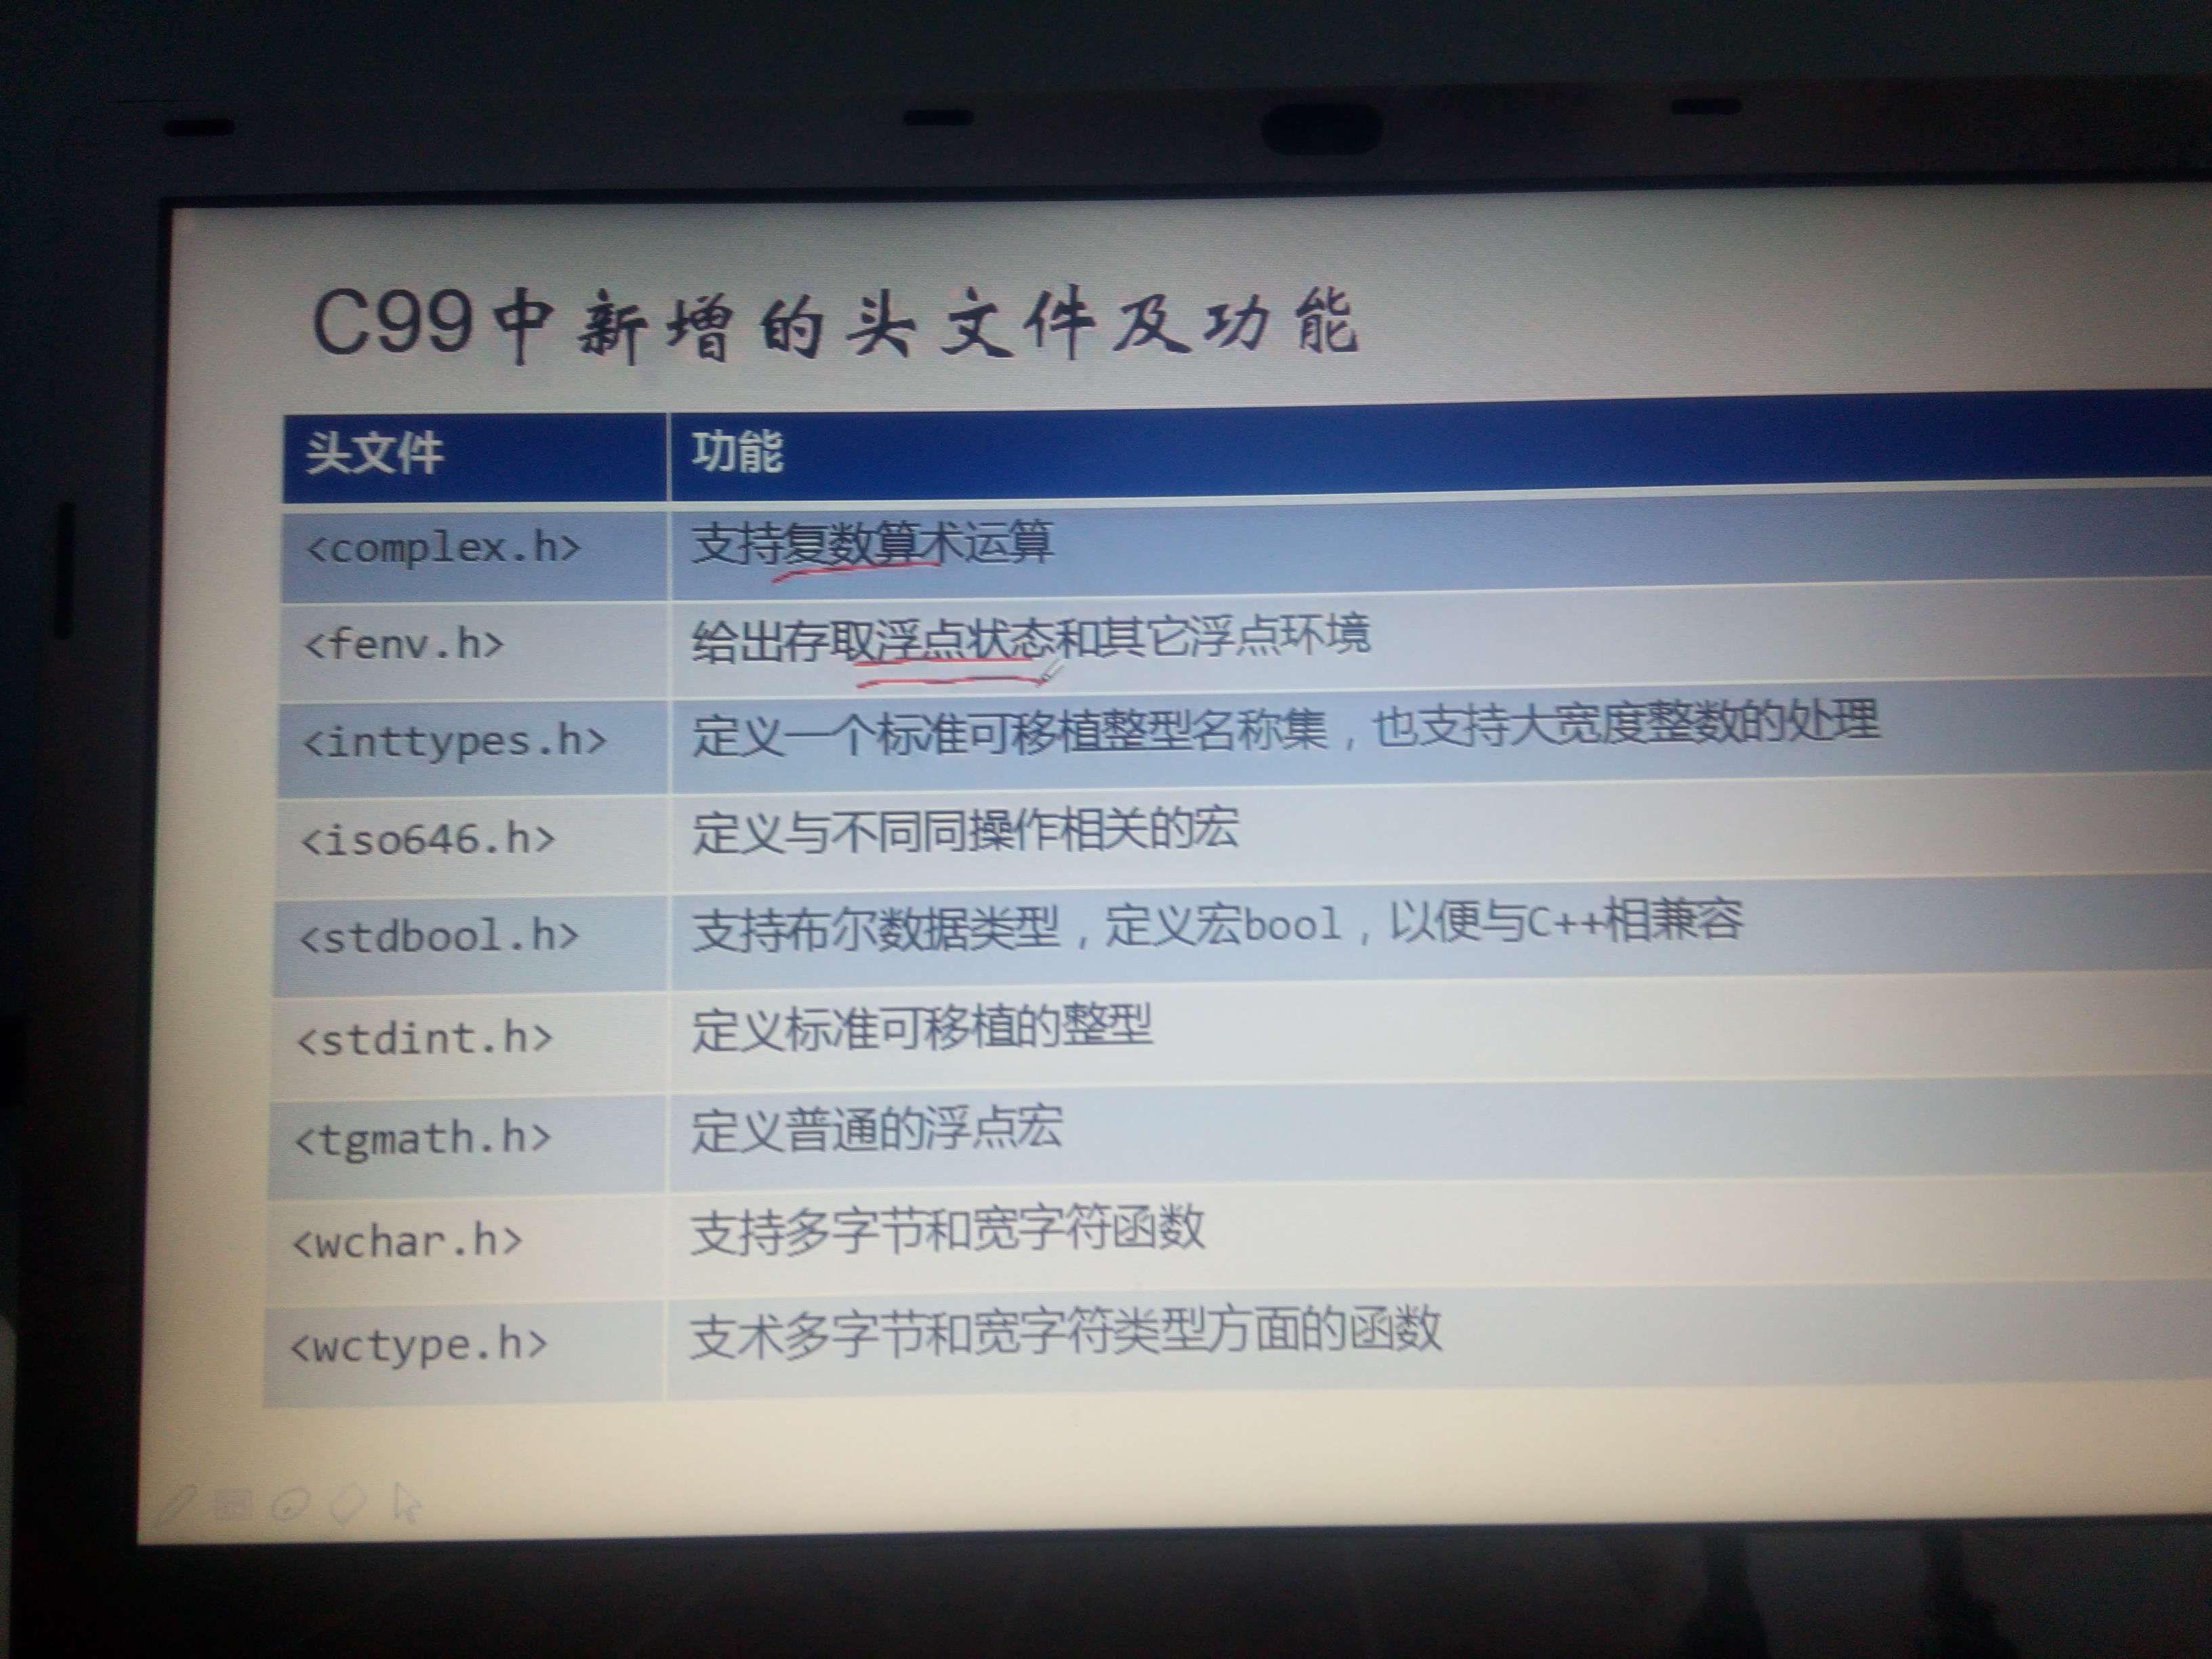 C99中新增的头文件及功能
头文件 功能
<complex.h> 支持复数算术运算
<fenv.h> 给出存取浮点状态和其它浮点环境
<inttypes.h> 定义一个标准可移植整型名称集，也支持大宽度整数的处理
<iso646.h> 定义与不同同操作相关的宏
<stdbool.h> 支持布尔数据类型，定义宏bool，以便与C++相兼容
<stdint.h> 定义标准可移植的整型
<tgmath.h> 定义普通的浮点宏
<wchar.h> 支持多字节和宽字符函数
<wctype.h> 支术多字节和宽字符类型方面的函数